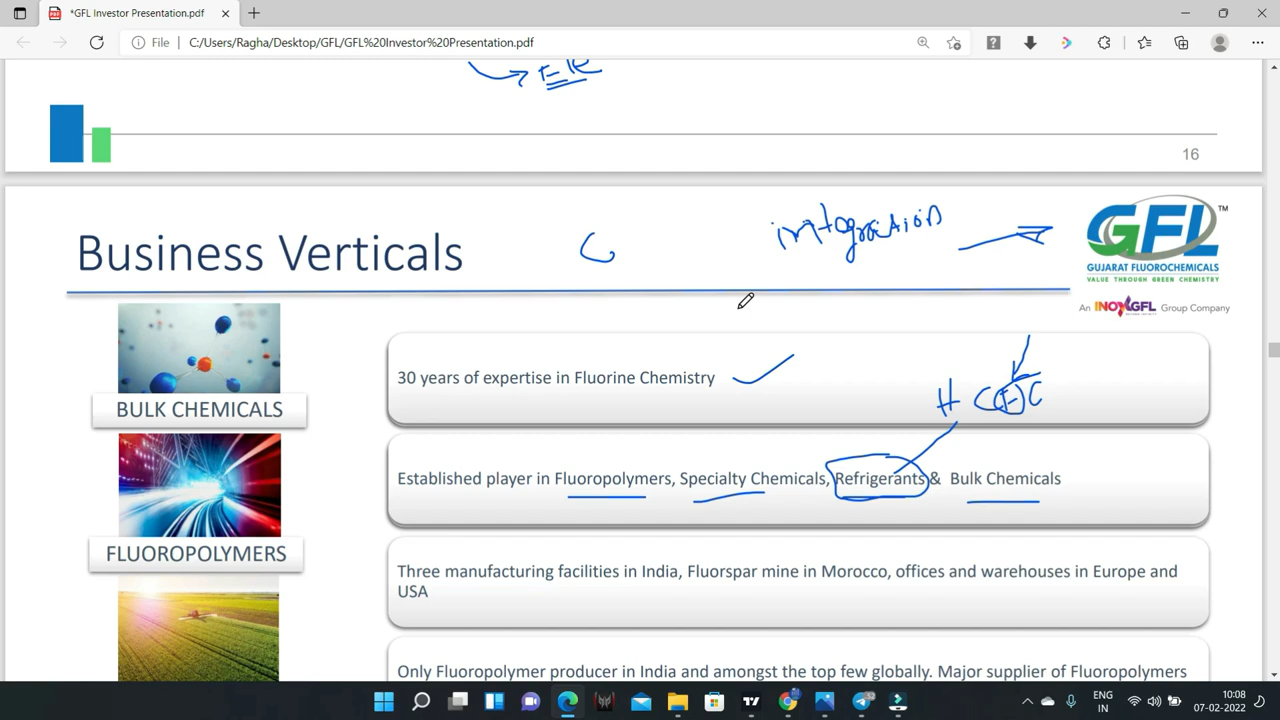 *GFL Investor Presentation.pdf
File C:/Users/Ragha/Desktop/GFL/GFL%20Investor%20Presentation.pdf
16
integration
Business Verticals
GFL TM
GUJARAT FLUOROCHEMICALS
VALUE THROUGH GREEN CHEMISTRY
An INOXGFL Group Company
30 years of expertise in Fluorine Chemistry
H C F C
BULK CHEMICALS
Established player in Fluoropolymers, Specialty Chemicals, Refrigerants & Bulk Chemicals
FLUOROPOLYMERS
Three manufacturing facilities in India, Fluorspar mine in Morocco, offices and warehouses in Europe and
USA
Only Fluoropolymer producer in India and amongst the top few globally. Major supplier of Fluoropolymers
ENG
IN
10:08
07-02-2022